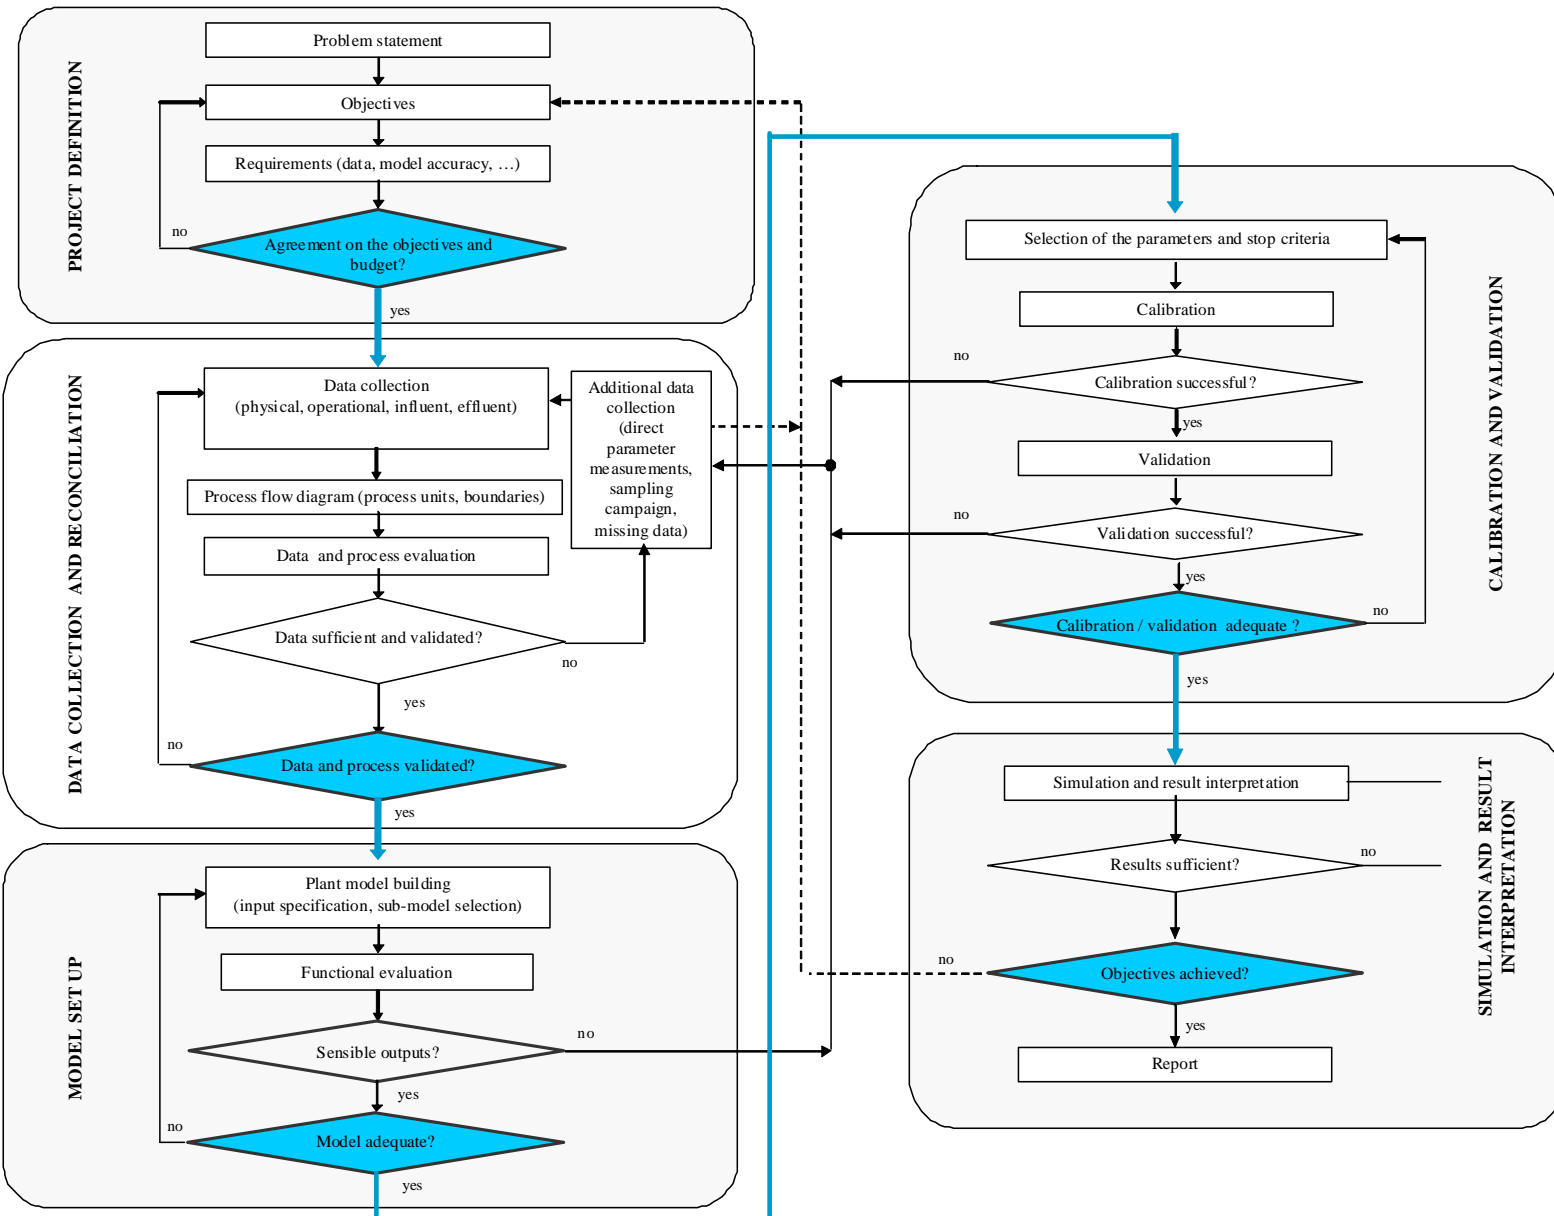 PROJECT DEFINITION
Problem statement
Objectives
Requirements (data, model accuracy, …)
Agreement on the objectives and
budget?
no
yes
DATA COLLECTION AND RECONCILIATION
Data collection
(physical, operational, influent, effluent)
Additional data
collection
(direct
parameter
measurements,
sampling
campaign,
missing data)
Process flow diagram (process units, boundaries)
Data and process evaluation
Data sufficient and validated?
no
yes
Data and process validated?
no
yes
MODEL SET UP
Plant model building
(input specification, sub-model selection)
Functional evaluation
Sensible outputs?
no
yes
Model adequate?
no
yes
CALIBRATION AND VALIDATION
Selection of the parameters and stop criteria
Calibration
Calibration successful?
no
yes
Validation
Validation successful?
no
yes
Calibration / validation adequate ?
no
yes
SIMULATION AND RESULT
INTERPRETATION
Simulation and result interpretation
Results sufficient?
no
Objectives achieved?
no
yes
Report